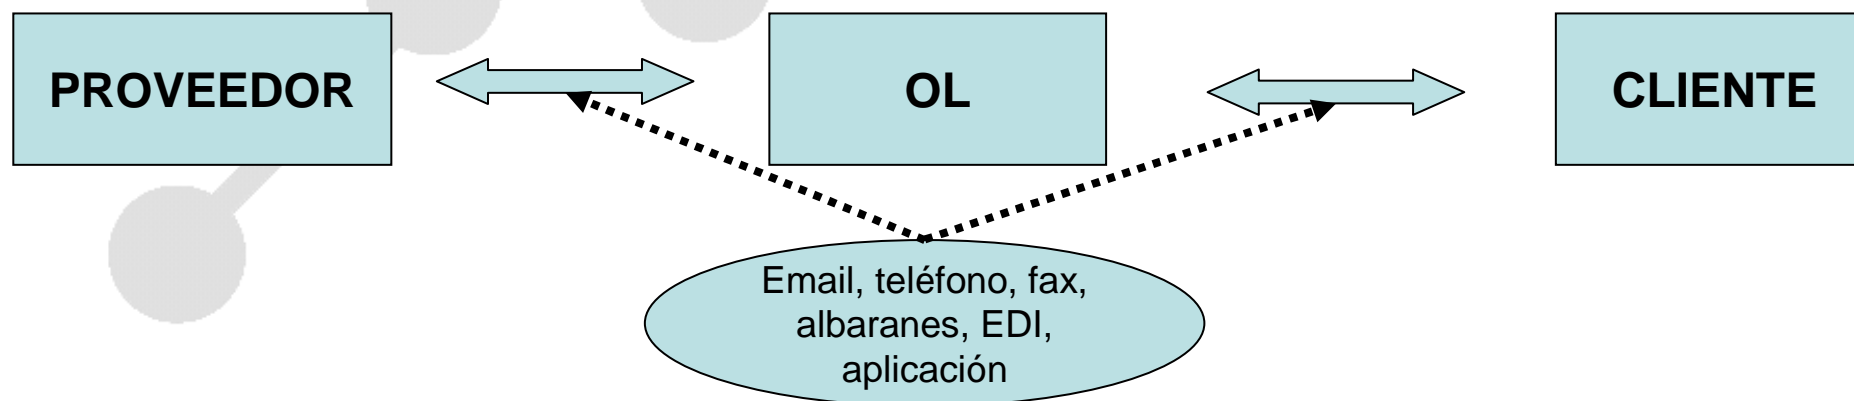 PROVEEDOR
OL
CLIENTE
Email, teléfono, fax,
albaranes, EDI,
aplicación